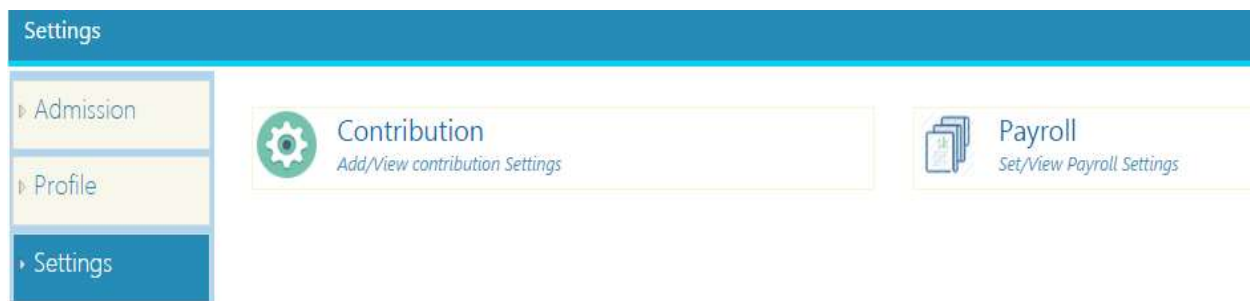 Settings
Admission
Profile
Settings
Contribution
Add/View contribution Settings
Payroll
Set/View Payroll Settings